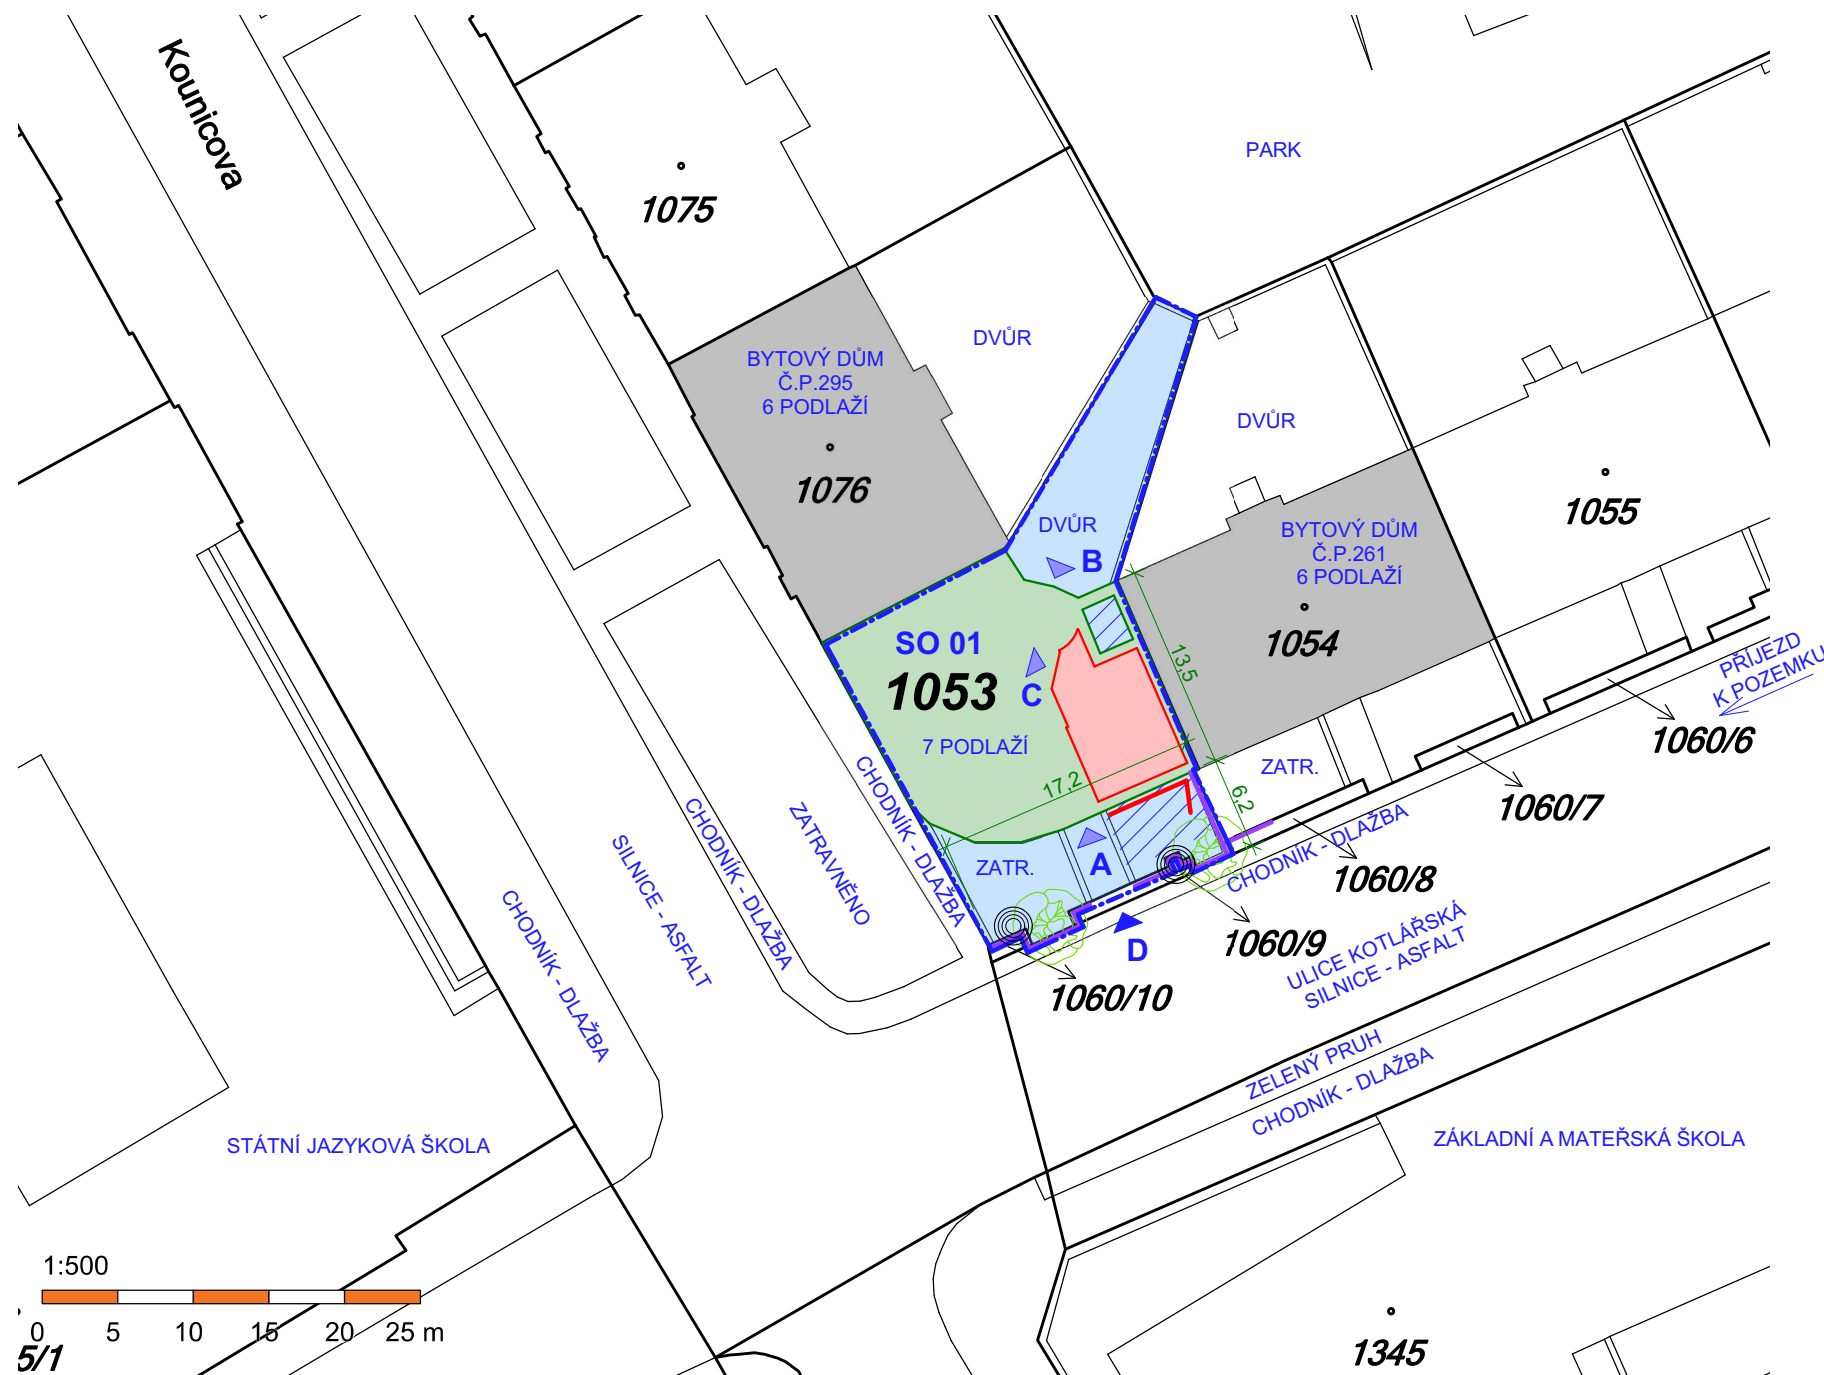 Kounicova
PARK
1075
DVŮR
BYTOVÝ DŮM
Č.P.295
6 PODLAŽÍ
1076
DVŮR
1055
DVŮR
B
BYTOVÝ DŮM
Č.P.261
6 PODLAŽÍ
1054
SO 01
1053
C
7 PODLAŽÍ
13,5
17,2
6,2
PŘÍJEZD
K POZEMKU
1060/6
ZATR.
1060/7
CHODNÍK - DLAŽBA
ZATRAVNĚNO
CHODNÍK - DLAŽBA
SILNICE - ASFALT
CHODNÍK - DLAŽBA
ZATR.
A
CHODNÍK - DLAŽBA
1060/8
D
1060/9
1060/10
ULICE KOTLÁŘSKÁ
SILNICE - ASFALT
ZELENÝ PRUH
CHODNÍK - DLAŽBA
STÁTNÍ JAZYKOVÁ ŠKOLA
ZÁKLADNÍ A MATEŘSKÁ ŠKOLA
1:500
0 5 10 15 20 25 m
5/1
1345